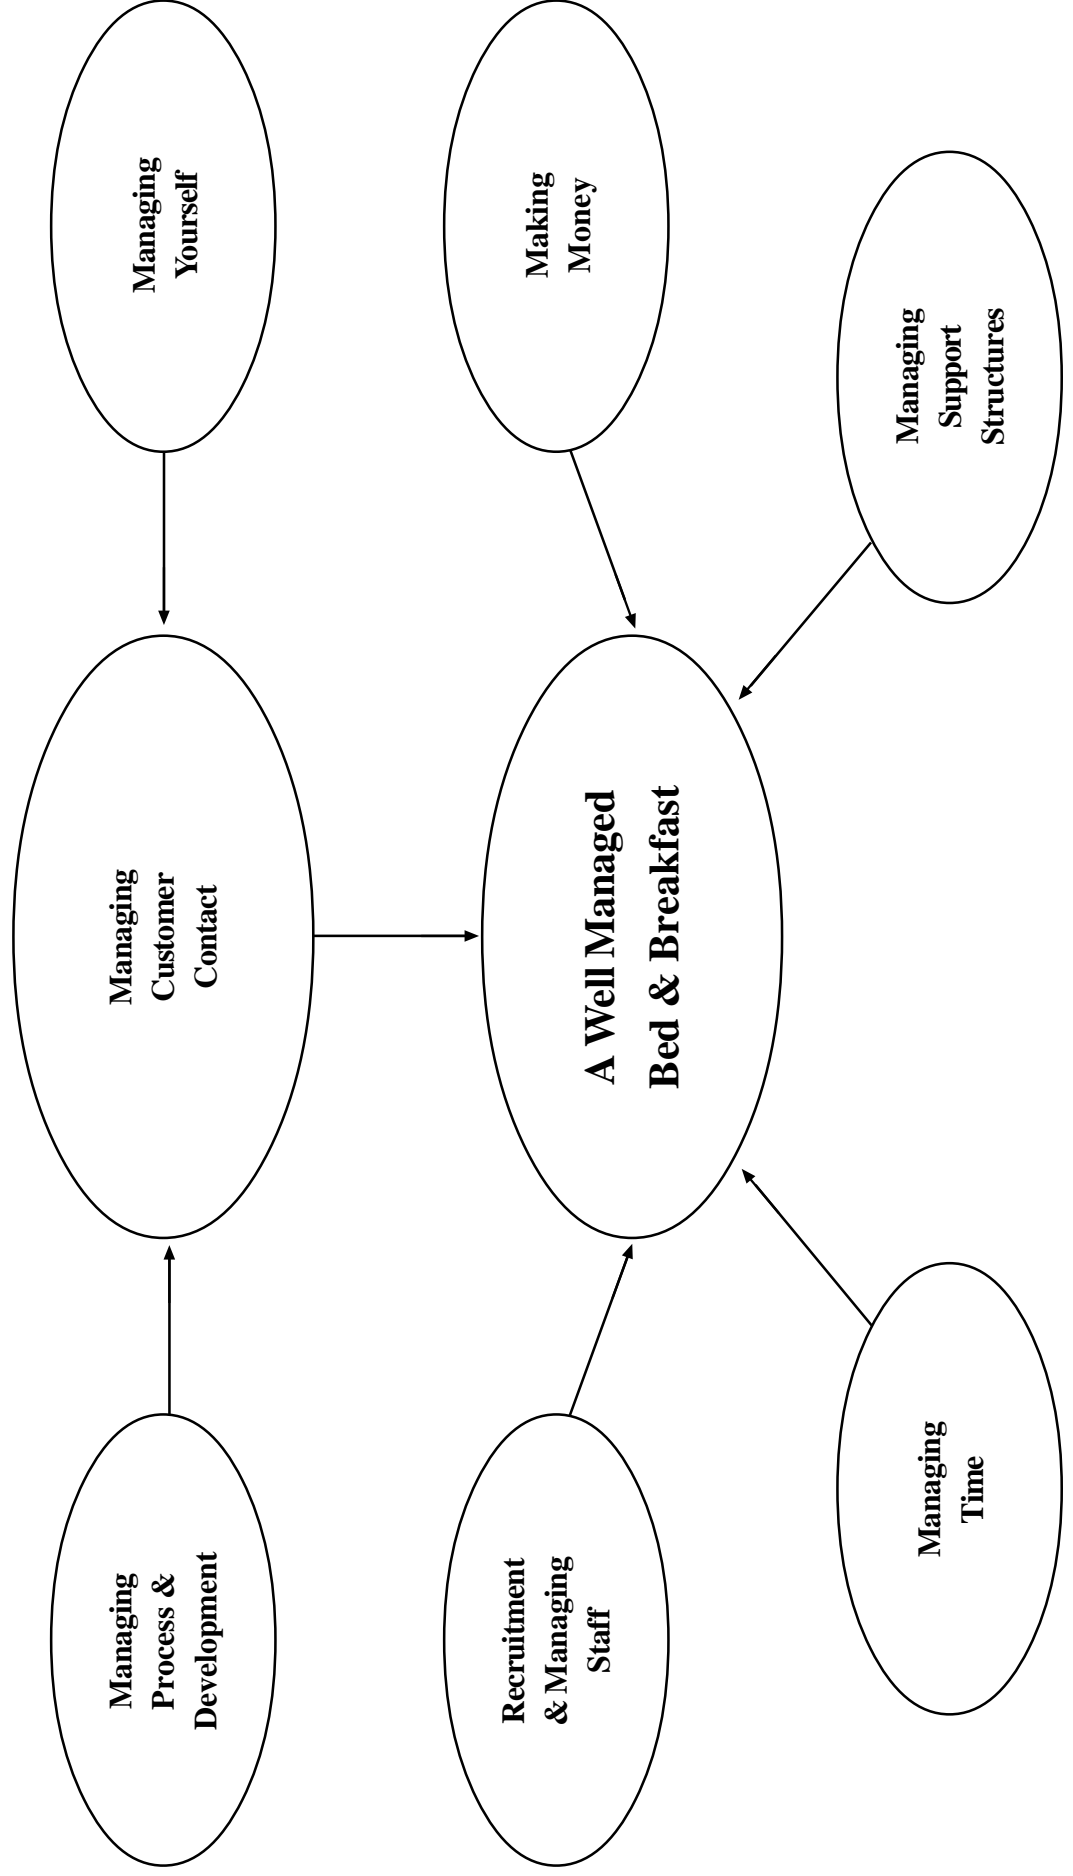 Managing
Process &
Development
Managing
Customer
Contact
Managing
Yourself
Recruitment
& Managing
Staff
A Well Managed
Bed & Breakfast
Making
Money
Managing
Time
Managing
Support
Structures